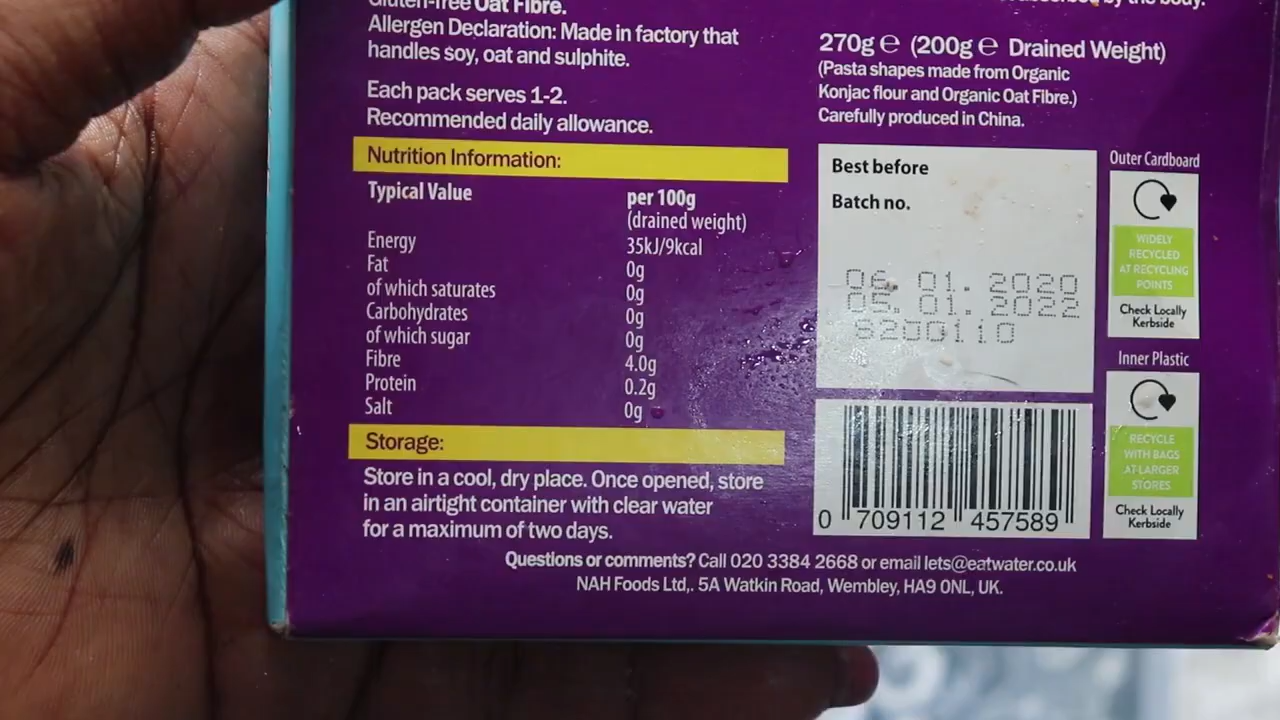 Gluten-free Oat Fibre.
Allergen Declaration: Made in factory that
handles soy, oat and sulphite.
Each pack serves 1-2.
Recommended daily allowance.
Nutrition Information:
Typical Value per 100g
(drained weight)
Energy 35kJ/9kcal
Fat 0g
of which saturates 0g
Carbohydrates 0g
of which sugar 0g
Fibre 4.0g
Protein 0.2g
Salt 0g
Storage:
Store in a cool, dry place. Once opened, store
in an airtight container with clear water
for a maximum of two days.
by the body.
270g e (200g e Drained Weight)
(Pasta shapes made from Organic
Konjac flour and Organic Oat Fibre.)
Carefully produced in China.
Best before
Batch no.
06. 01. 2020
05. 01. 2022
S200110
0 709112 457589
Outer Cardboard
WIDELY
RECYCLED
AT RECYCLING
POINTS
Check Locally
Kerbside
Inner Plastic
RECYCLE
WITH BAGS
AT LARGER
STORES
Check Locally
Kerbside
Questions or comments? Call 020 3384 2668 or email lets@eatwater.co.uk
NAH Foods Ltd,. 5A Watkin Road, Wembley, HA9 0NL, UK.